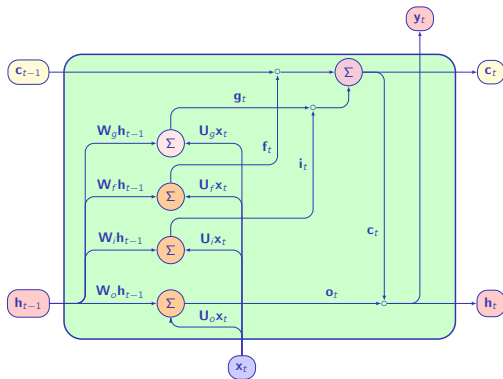 y_t
c_{t−1}
Σ
c_t
g_t
W_g h_{t−1}
U_g x_t
Σ
f_t
i_t
W_f h_{t−1}
U_f x_t
Σ
c_t
W_i h_{t−1}
U_i x_t
Σ
W_o h_{t−1}
o_t
h_{t−1}
Σ
h_t
U_o x_t
x_t